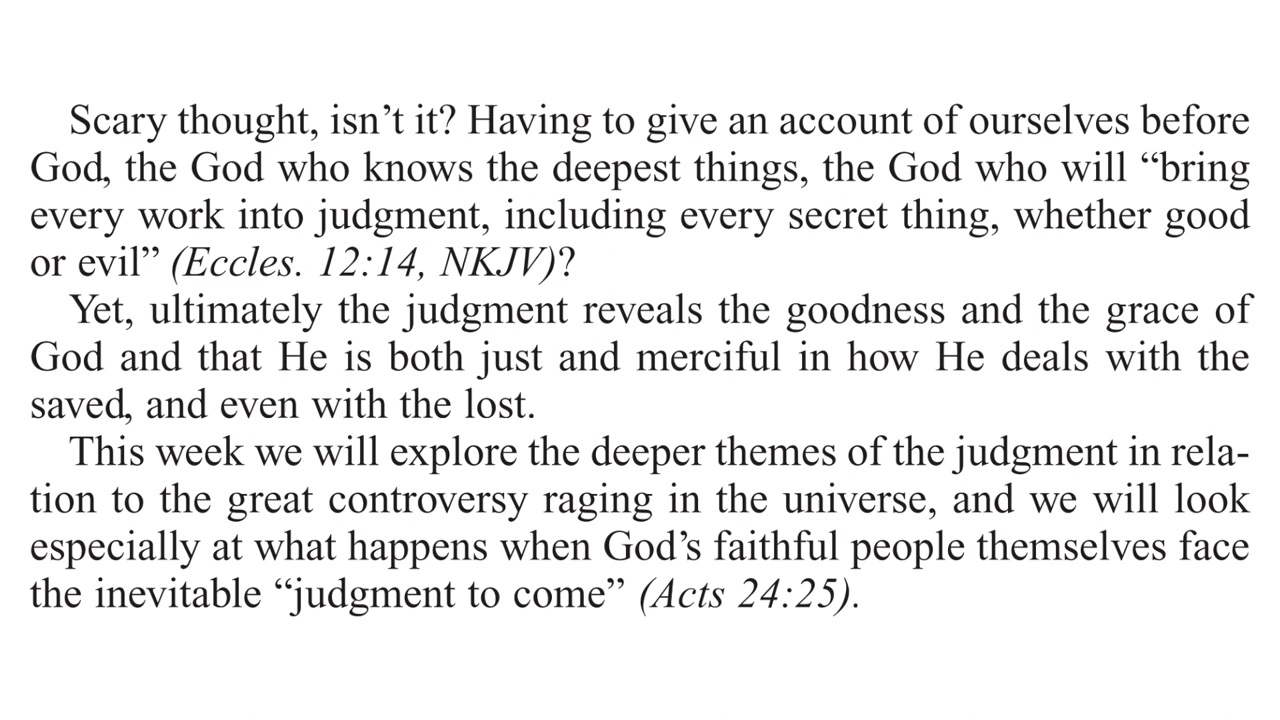 Scary thought, isn’t it? Having to give an account of ourselves before
God, the God who knows the deepest things, the God who will “bring
every work into judgment, including every secret thing, whether good
or evil” (Eccles. 12:14, NKJV)?
Yet, ultimately the judgment reveals the goodness and the grace of
God and that He is both just and merciful in how He deals with the
saved, and even with the lost.
This week we will explore the deeper themes of the judgment in rela-
tion to the great controversy raging in the universe, and we will look
especially at what happens when God’s faithful people themselves face
the inevitable “judgment to come” (Acts 24:25).